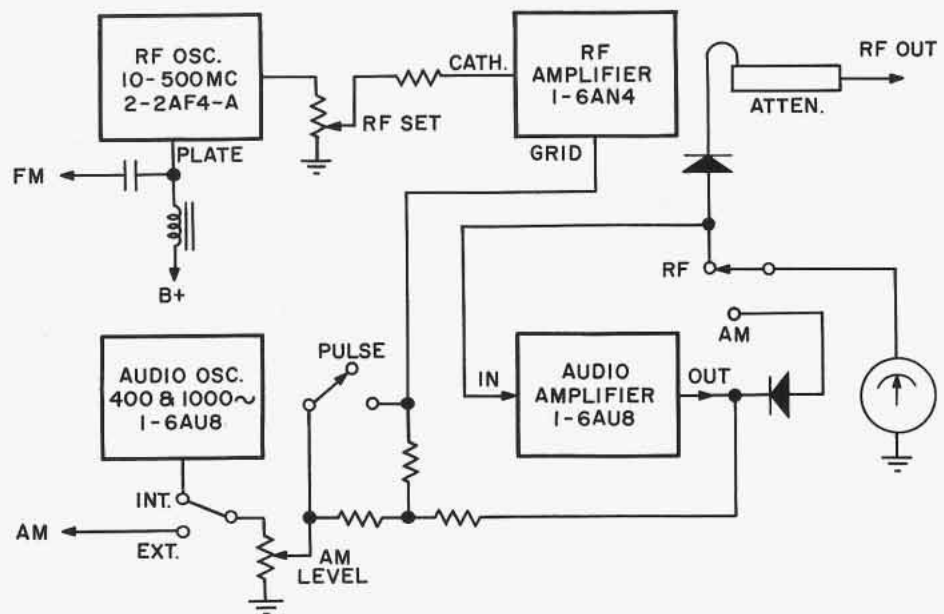 RF OSC.
10-500MC
2-2AF4-A
PLATE
FM
B+
RF SET
CATH.
RF
AMPLIFIER
1-6AN4
GRID
RF OUT
ATTEN.
RF
AM
AUDIO OSC.
400 & 1000~
1-6AU8
INT.
AM
EXT.
AM
LEVEL
PULSE
IN
AUDIO
AMPLIFIER
1-6AU8
OUT